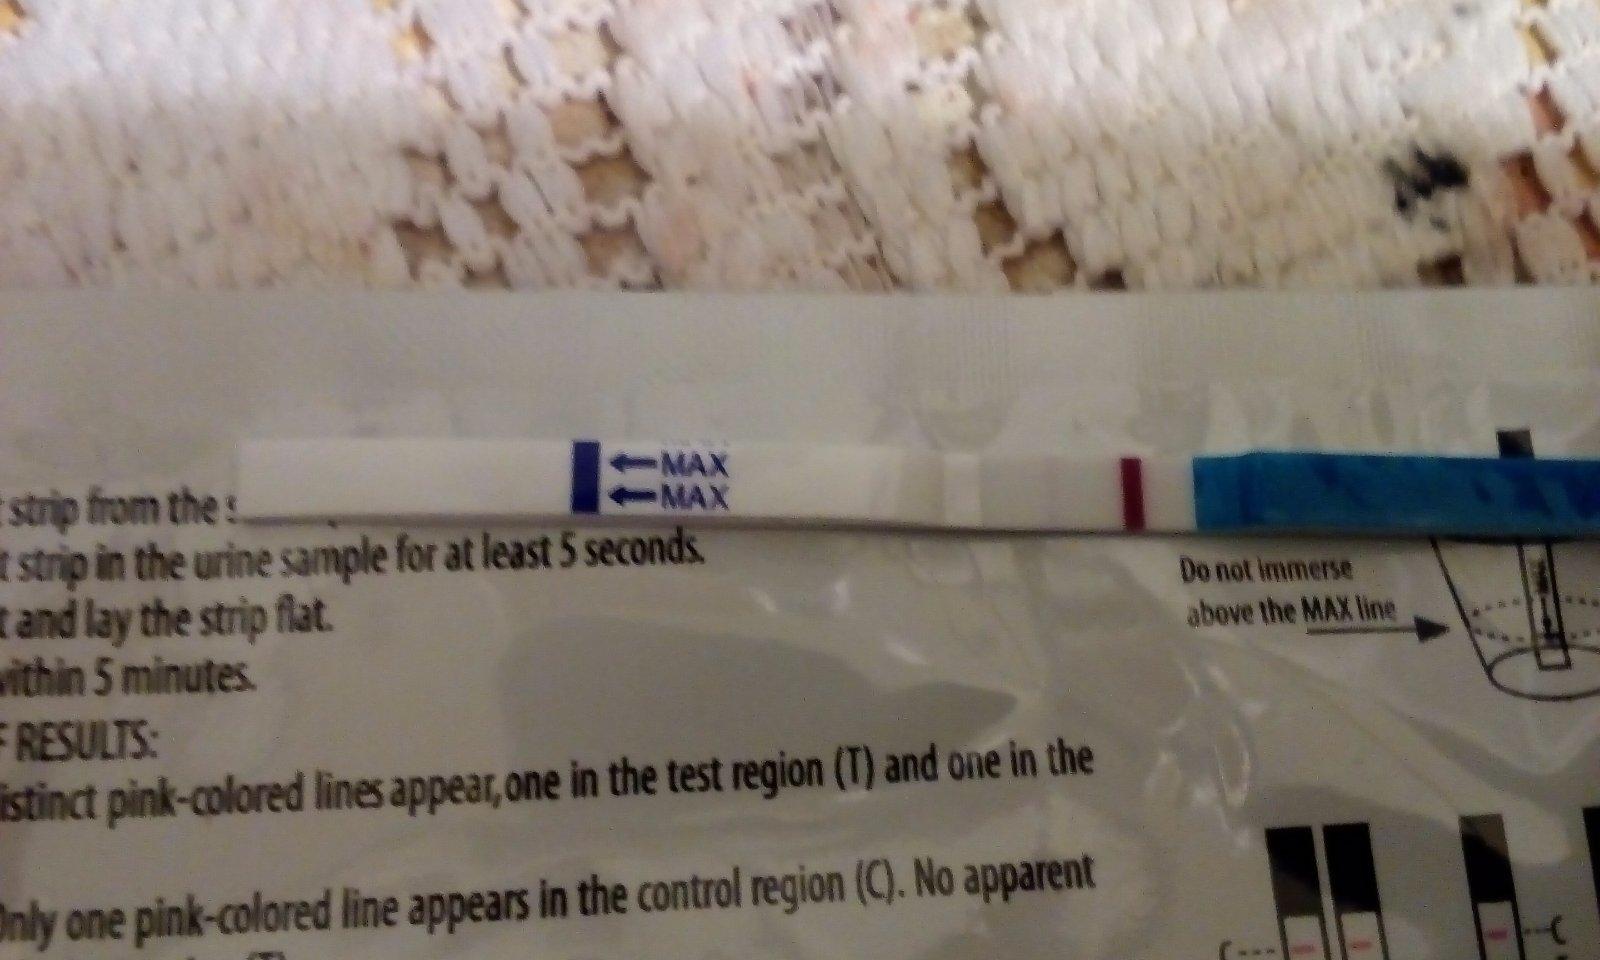 MAX
MAX
strip from the
t strip in the urine sample for at least 5 seconds.
t and lay the strip flat.
within 5 minutes.
F RESULTS:
istinct pink-colored lines appear, one in the test region (T) and one in the
Only one pink-colored line appears in the control region (C). No apparent
(T)
Do not immerse
above the MAX line
C
C